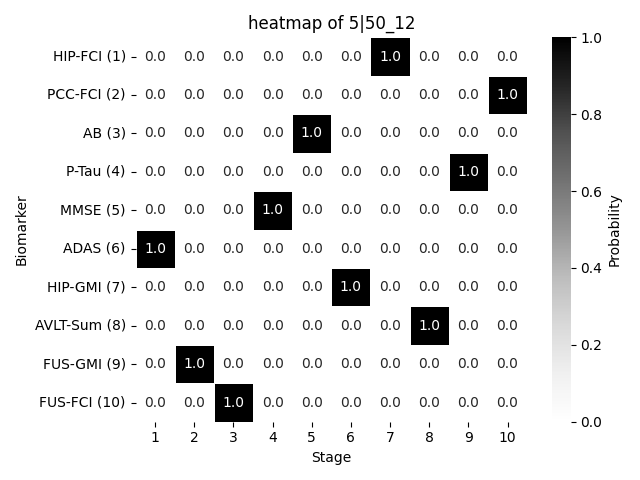 heatmap of 5|50_12
Biomarker
HIP-FCI (1) 0.0 0.0 0.0 0.0 0.0 0.0 1.0 0.0 0.0 0.0
PCC-FCI (2) 0.0 0.0 0.0 0.0 0.0 0.0 0.0 0.0 0.0 1.0
AB (3) 0.0 0.0 0.0 0.0 1.0 0.0 0.0 0.0 0.0 0.0
P-Tau (4) 0.0 0.0 0.0 0.0 0.0 0.0 0.0 0.0 1.0 0.0
MMSE (5) 0.0 0.0 0.0 1.0 0.0 0.0 0.0 0.0 0.0 0.0
ADAS (6) 1.0 0.0 0.0 0.0 0.0 0.0 0.0 0.0 0.0 0.0
HIP-GMI (7) 0.0 0.0 0.0 0.0 0.0 1.0 0.0 0.0 0.0 0.0
AVLT-Sum (8) 0.0 0.0 0.0 0.0 0.0 0.0 0.0 1.0 0.0 0.0
FUS-GMI (9) 0.0 1.0 0.0 0.0 0.0 0.0 0.0 0.0 0.0 0.0
FUS-FCI (10) 0.0 0.0 1.0 0.0 0.0 0.0 0.0 0.0 0.0 0.0
1 2 3 4 5 6 7 8 9 10
Stage
1.0
0.8
0.6
0.4
0.2
0.0
Probability